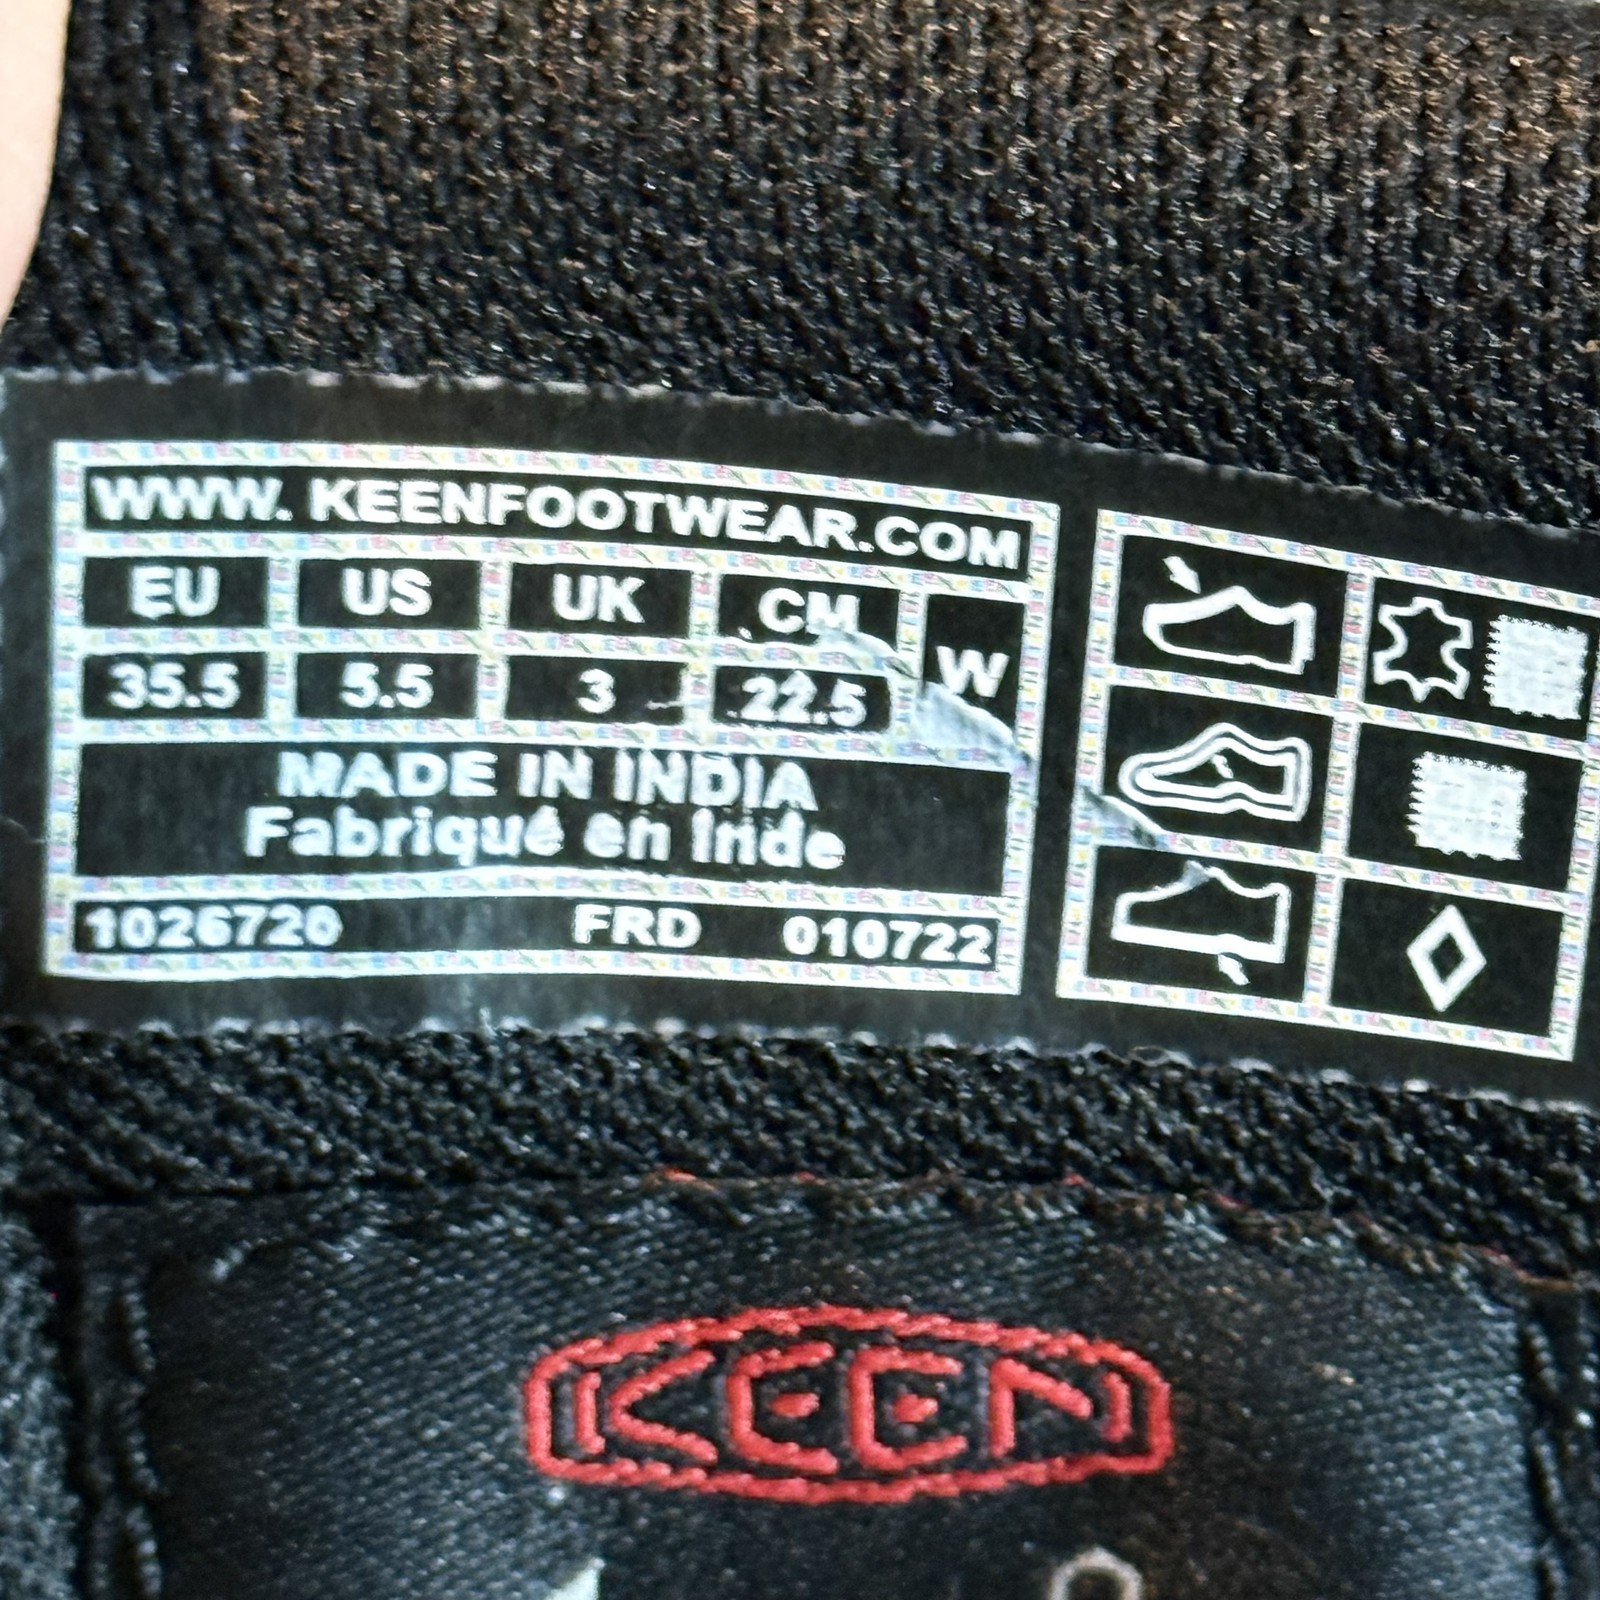 WWW. KEENFOOTWEAR.COM
EU US UK CM W
35.5 5.5 3 22.5
MADE IN INDIA
Fabriqué en Inde
1026720 FRD 010722
KEEN